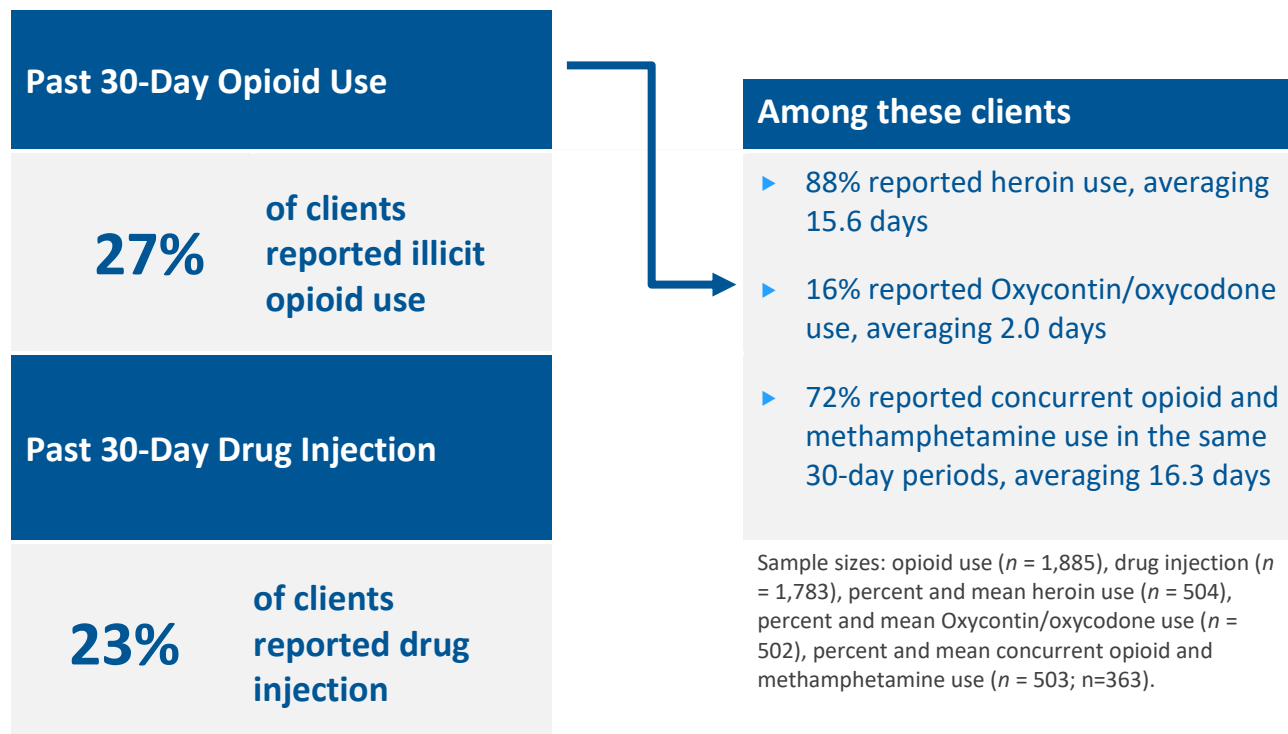 Past 30-Day Opioid Use
27%
of clients
reported illicit
opioid use
Past 30-Day Drug Injection
23%
of clients
reported drug
injection
Among these clients
88% reported heroin use, averaging
15.6 days
16% reported Oxycontin/oxycodone
use, averaging 2.0 days
72% reported concurrent opioid and
methamphetamine use in the same
30-day periods, averaging 16.3 days
Sample sizes: opioid use (n = 1,885), drug injection (n
= 1,783), percent and mean heroin use (n = 504),
percent and mean Oxycontin/oxycodone use (n =
502), percent and mean concurrent opioid and
methamphetamine use (n = 503; n=363).